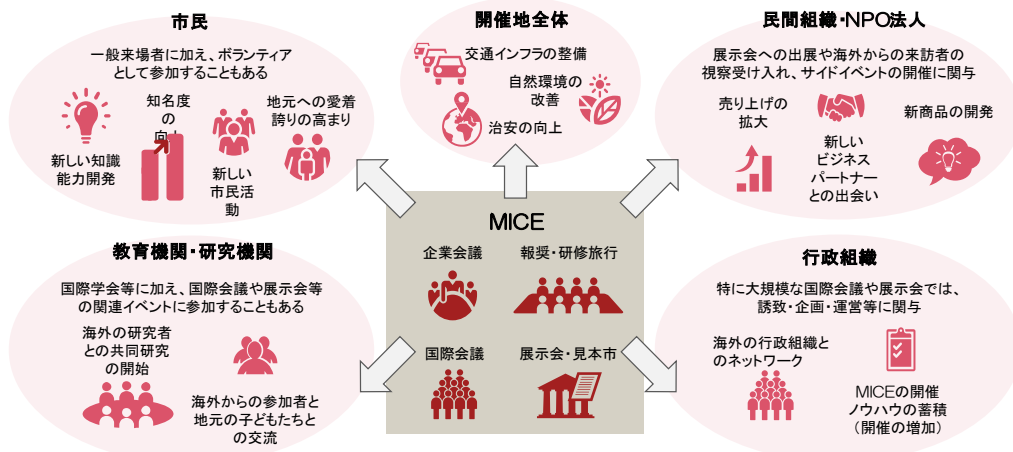 市民
一般来場者に加え、ボランティア
として参加することもある
新しい知識
能力開発
知名度
の
向上
新しい
市民活
動
地元への愛着
誇りの高まり
開催地全体
交通インフラの整備
自然環境の
改善
治安の向上
民間組織・NPO法人
展示会への出展や海外からの来訪者の
視察受け入れ、サイドイベントの開催に関与
売り上げの
拡大
新しい
ビジネス
パートナー
との出会い
新商品の開発
MICE
企業会議
報奨・研修旅行
国際会議
展示会・見本市
教育機関・研究機関
国際学会等に加え、国際会議や展示会等
の関連イベントに参加することもある
海外の研究者
との共同研究
の開始
海外からの参加者と
地元の子どもたちと
の交流
行政組織
特に大規模な国際会議や展示会では、
誘致・企画・運営等に関与
海外の行政組織と
のネットワーク
MICEの開催
ノウハウの蓄積
（開催の増加）